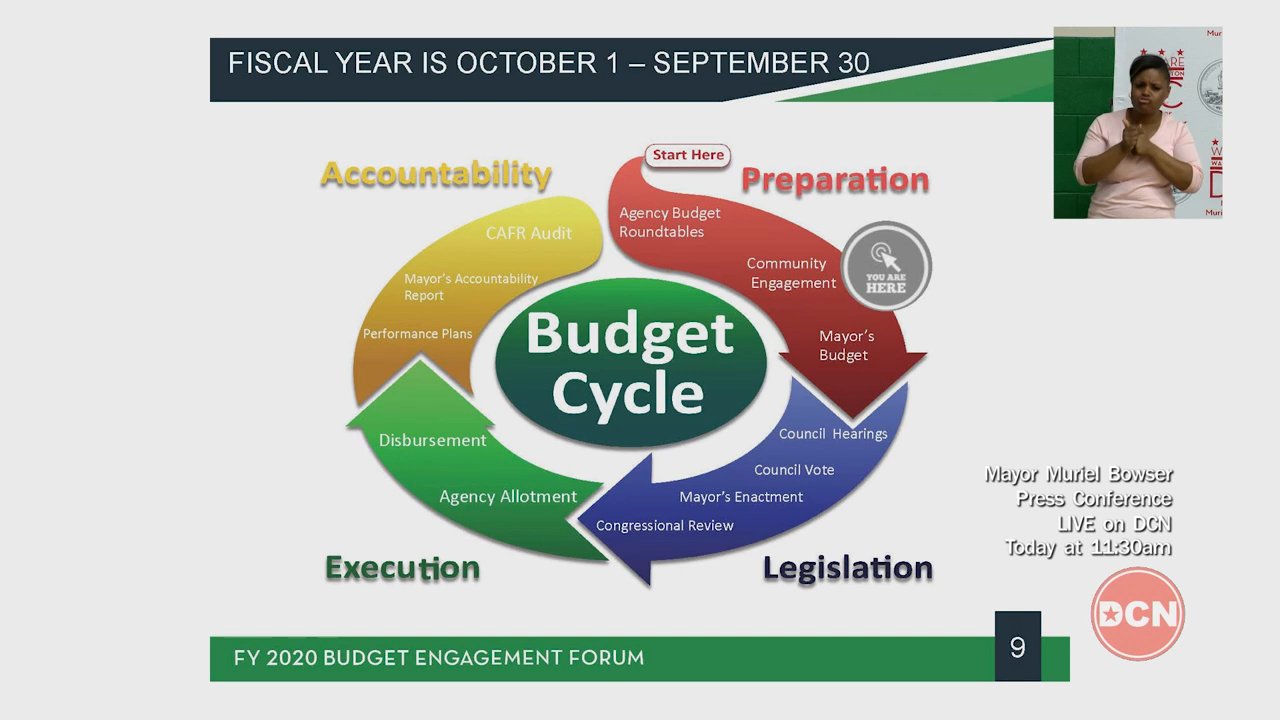 FISCAL YEAR IS OCTOBER 1 – SEPTEMBER 30
Start Here
Preparation
Agency Budget
Roundtables
Community
Engagement
YOU ARE
HERE
Mayor's
Budget
Council Hearings
Council Vote
Mayor's Enactment
Congressional Review
Legislation
Agency Allotment
Disbursement
Execution
Performance Plans
Mayor's Accountability
Report
CAFR Audit
Accountability
Budget
Cycle
FY 2020 BUDGET ENGAGEMENT FORUM
9
Mayor Muriel Bowser
Press Conference
LIVE on DCN
Today at 11:30am
DCN